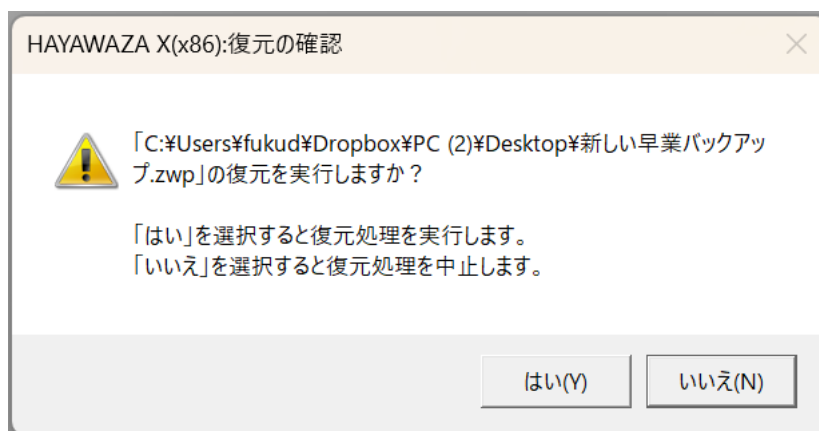 HAYAWAZA X(x86):復元の確認
「C:¥Users¥fukud¥Dropbox¥PC (2)¥Desktop¥新しい早業バックアッ
プ.zwp」の復元を実行しますか？
「はい」を選択すると復元処理を実行します。
「いいえ」を選択すると復元処理を中止します。
はい(Y)
いいえ(N)